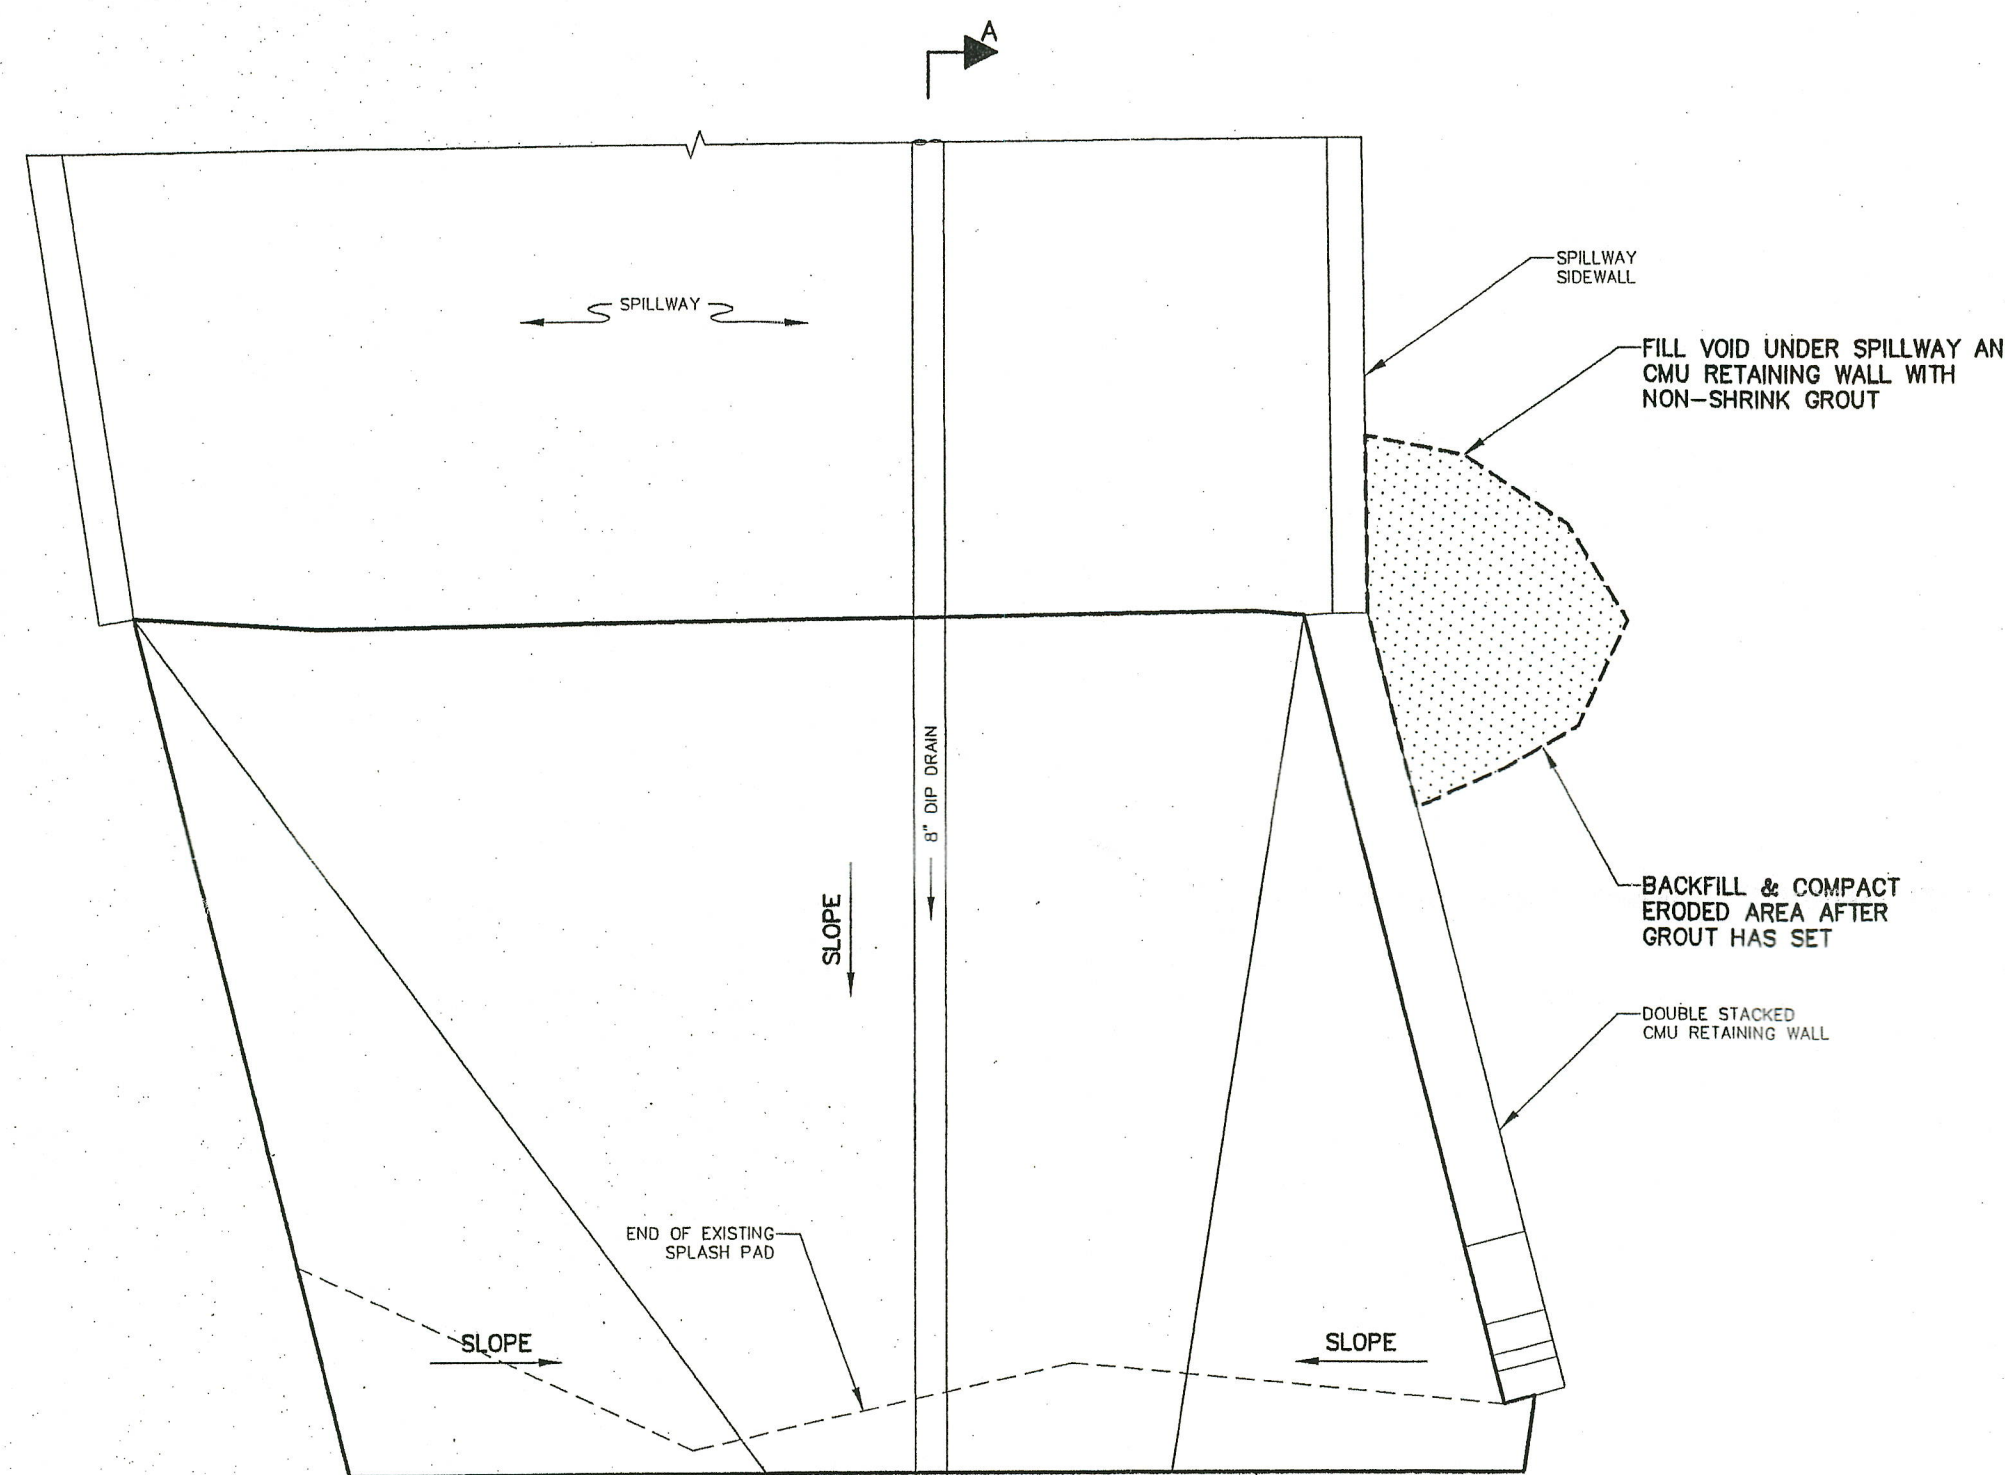 A
SPILLWAY
SPILLWAY
SIDEWALL
FILL VOID UNDER SPILLWAY AN
CMU RETAINING WALL WITH
NON-SHRINK GROUT
8" DIP DRAIN
SLOPE
BACKFILL & COMPACT
ERODED AREA AFTER
GROUT HAS SET
DOUBLE STACKED
CMU RETAINING WALL
END OF EXISTING
SPLASH PAD
SLOPE
SLOPE